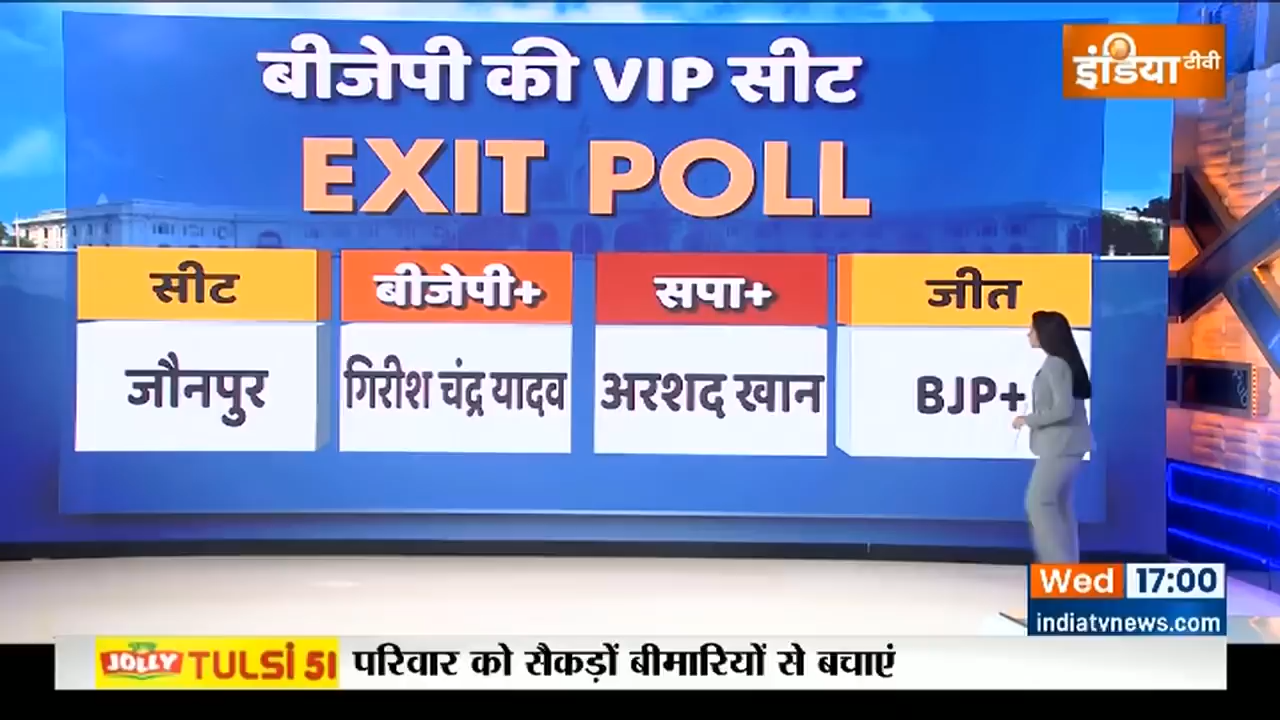 बीजेपी की VIP सीट
इंडिया टीवी
EXIT POLL
सीट
बीजेपी+
सपा+
जीत
जौनपुर
गिरीश चंद्र यादव
अरशद खान
BJP+
Wed 17:00
indiatvnews.com
JOLLY TULSI 51 परिवार को सैकड़ों बीमारियों से बचाएं